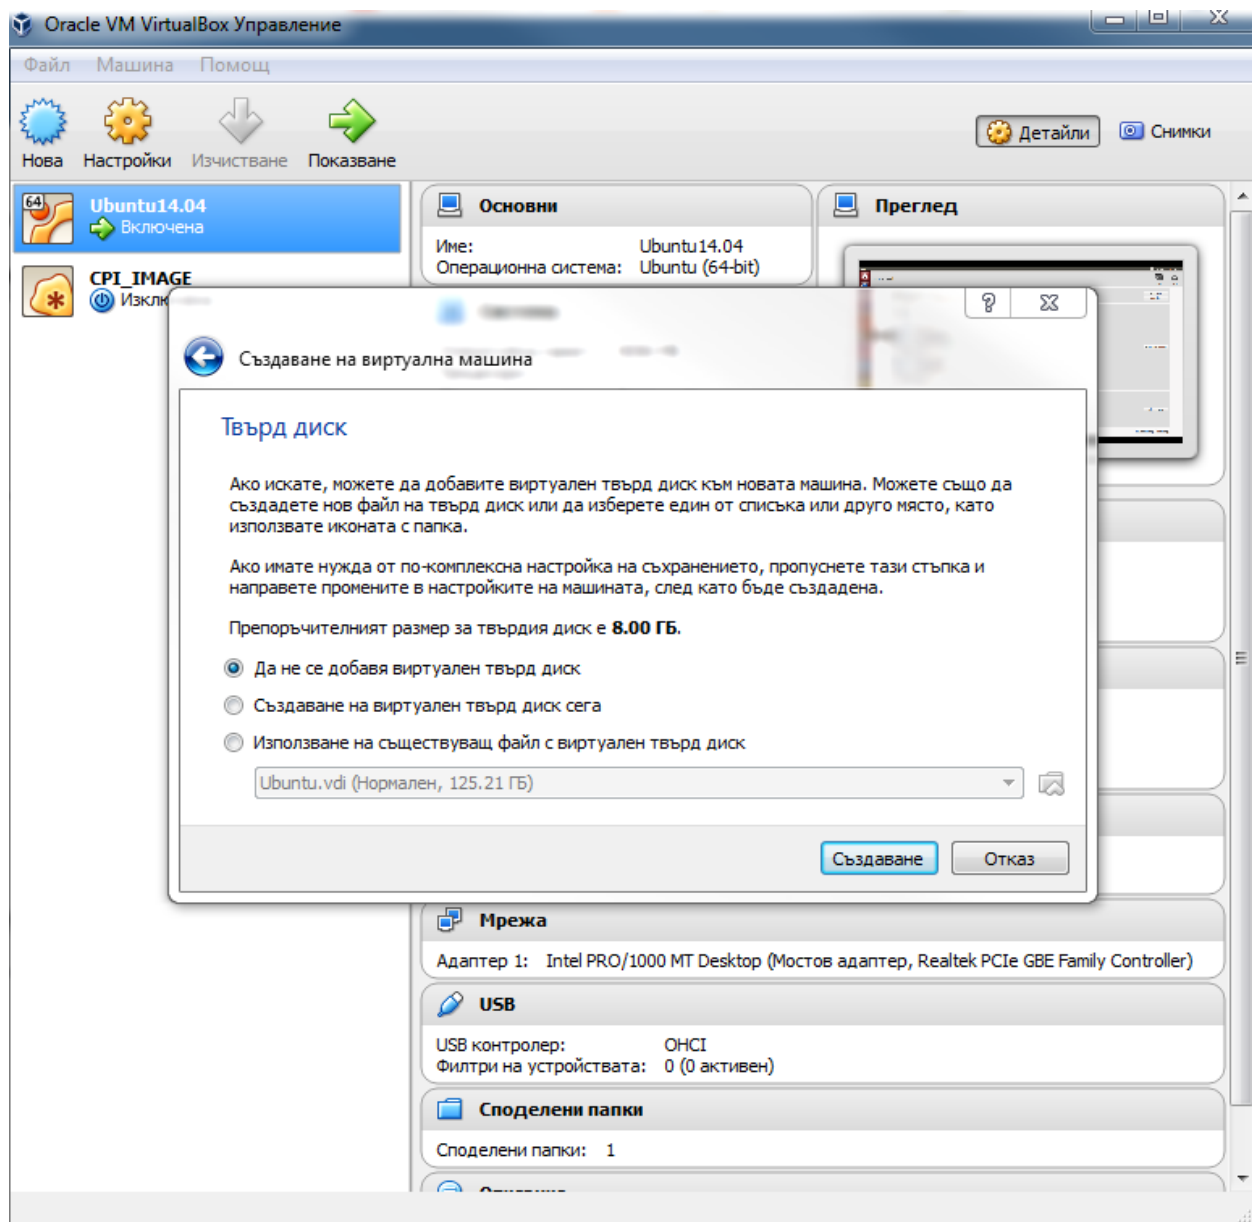 Oracle VM VirtualBox Управление
Файл Машина Помощ
Нова Настройки Изчистване Показване
Детайли Снимки
64
Ubuntu14.04
Включена
CPI_IMAGE
Основни
Име: Ubuntu14.04
Операционна система: Ubuntu (64-bit)
Преглед
Създаване на виртуална машина
Твърд диск
Ако искате, можете да добавите виртуален твърд диск към новата машина. Можете също да
създадете нов файл на твърд диск или да изберете един от списъка или друго място, като
използвате иконата с папка.
Ако имате нужда от по-комплексна настройка на съхранението, пропуснете тази стъпка и
направете промените в настройките на машината, след като бъде създадена.
Препоръчителният размер за твърдия диск е 8.00 ГБ.
Да не се добавя виртуален твърд диск
Създаване на виртуален твърд диск сега
Използване на съществуващ файл с виртуален твърд диск
Ubuntu.vdi (Нормален, 125.21 ГБ)
Създаване Отказ
Мрежа
Адаптер 1: Intel PRO/1000 MT Desktop (Мостов адаптер, Realtek PCIe GBE Family Controller)
USB
USB контролер: OHCI
Филтри на устройствата: 0 (0 активен)
Споделени папки
Споделени папки: 1